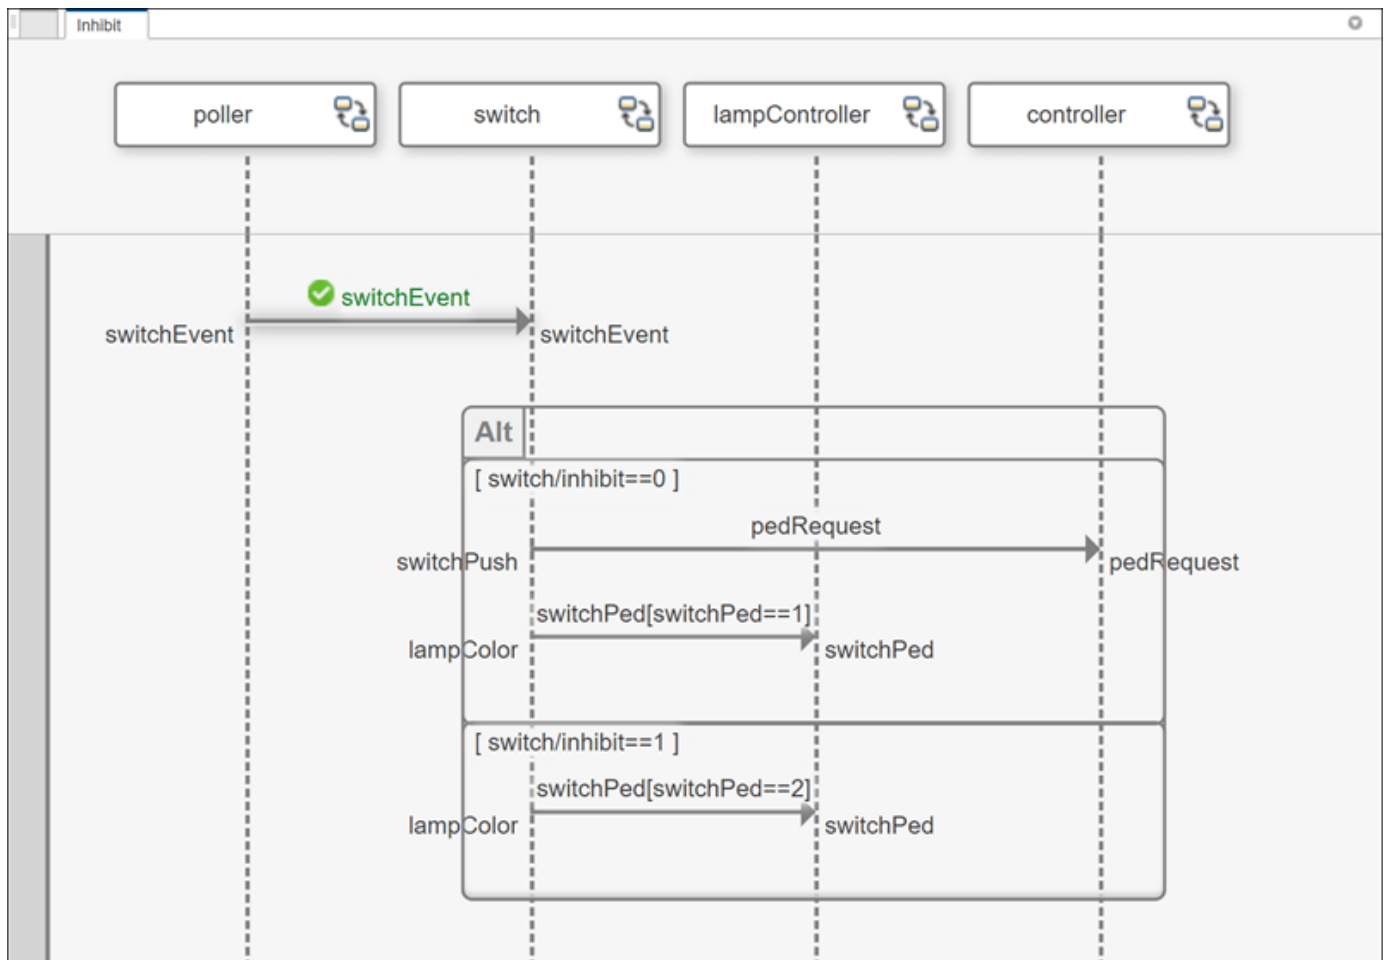 Inhibit
poller
switch
lampController
controller
switchEvent
switchEvent
switchEvent
Alt
[ switch/inhibit==0 ]
pedRequest
switchPush
pedRequest
switchPed[switchPed==1]
lampColor
switchPed
[ switch/inhibit==1 ]
switchPed[switchPed==2]
lampColor
switchPed